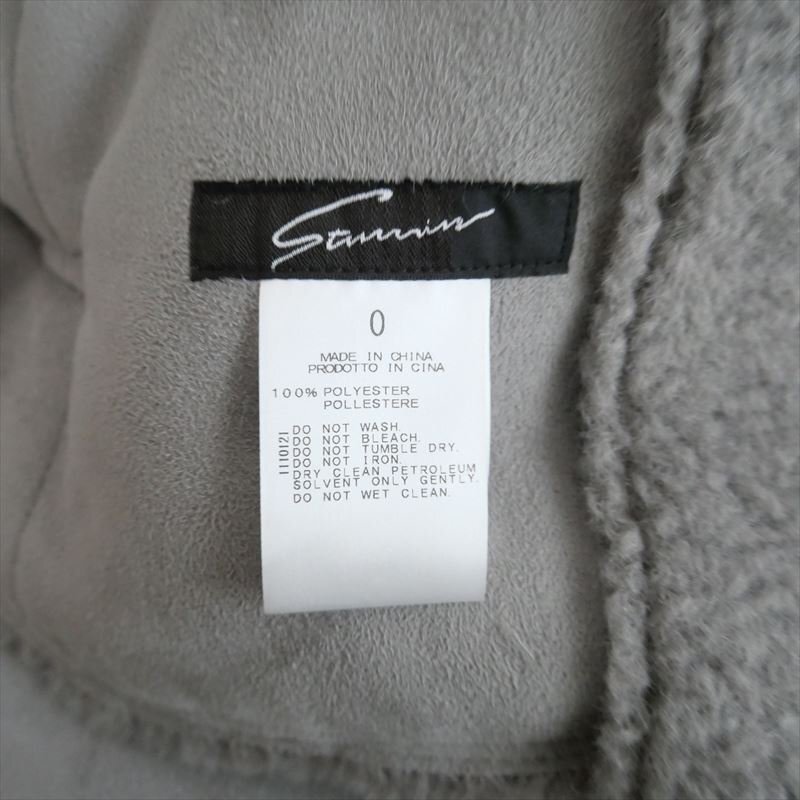 0
MADE IN CHINA
PRODOTTO IN CINA
100% POLYESTER
POLLESTERE
1110121
DO NOT WASH.
DO NOT BLEACH.
DO NOT TUMBLE DRY.
DO NOT IRON.
DRY CLEAN PETROLEUM
SOLVENT ONLY GENTLY.
DO NOT WET CLEAN.